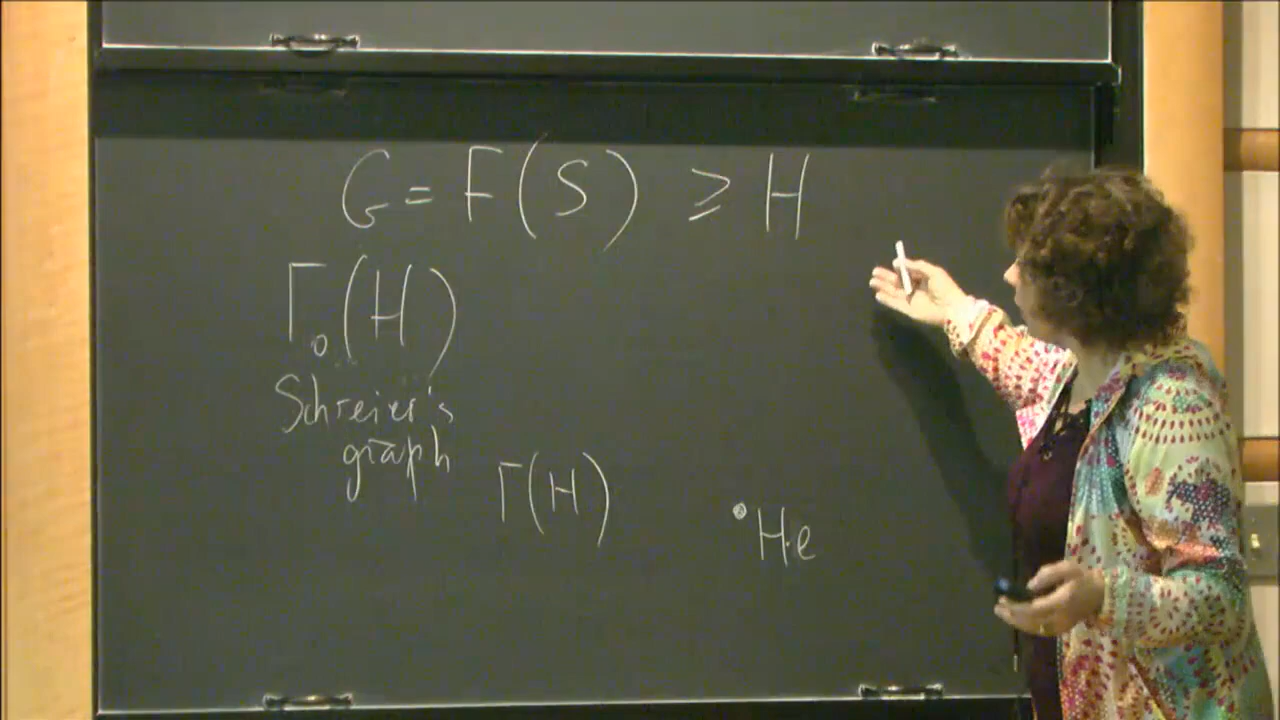 G = F(S) ≥ H
Γ₀(H)
Schreier's
graph
Γ(H)
H·e